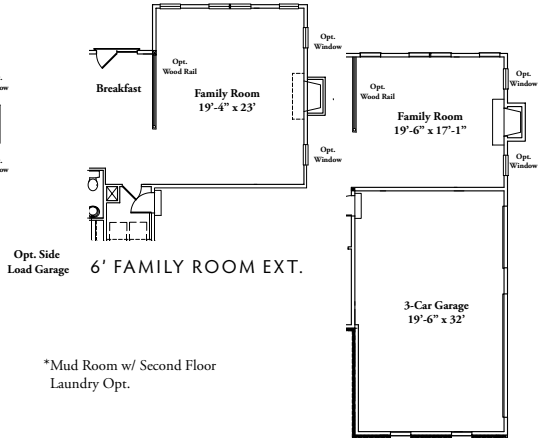 Opt.
Wood Rail
Breakfast
Family Room
19'-4" x 23'
Opt.
Window
Opt.
Window
6' FAMILY ROOM EXT.
Opt. Side
Load Garage
*Mud Room w/ Second Floor
Laundry Opt.
Opt.
Wood Rail
Family Room
19'-6" x 17'-1"
Opt.
Window
Opt.
Window
3-Car Garage
19'-6" x 32'